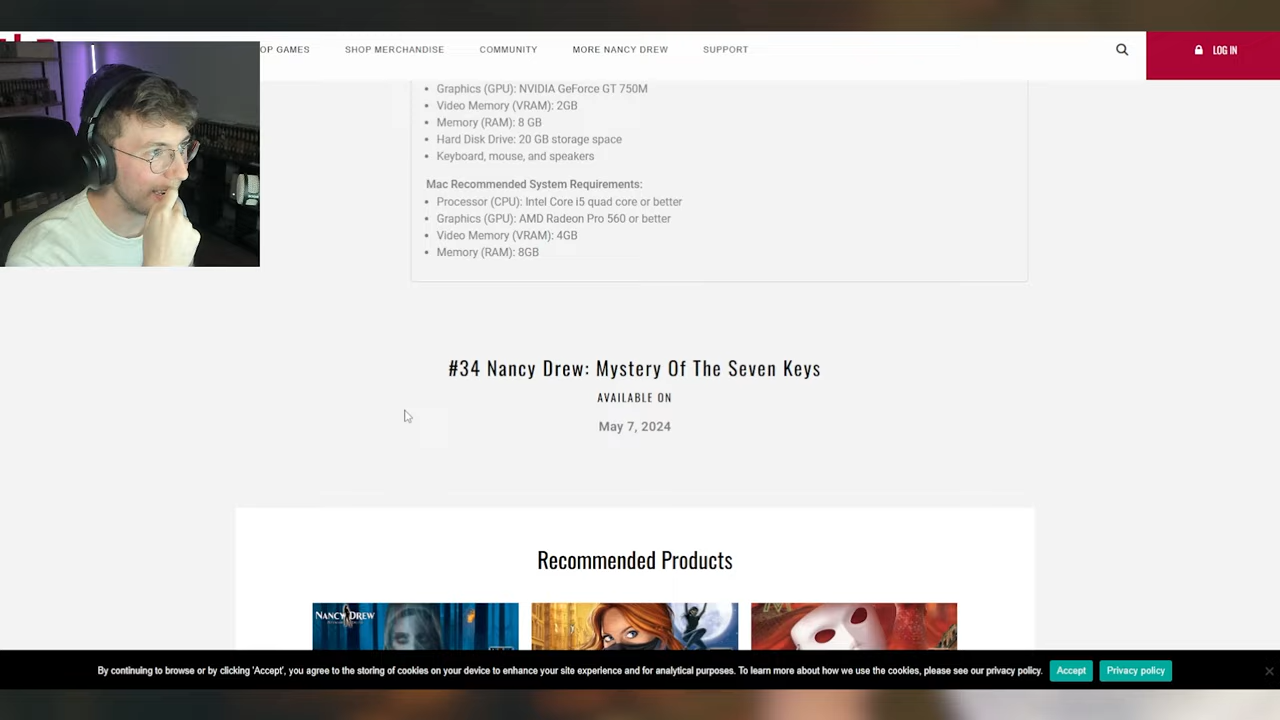 OP GAMES
SHOP MERCHANDISE
COMMUNITY
MORE NANCY DREW
SUPPORT
LOG IN
• Graphics (GPU): NVIDIA GeForce GT 750M
• Video Memory (VRAM): 2GB
• Memory (RAM): 8 GB
• Hard Disk Drive: 20 GB storage space
• Keyboard, mouse, and speakers
Mac Recommended System Requirements:
• Processor (CPU): Intel Core i5 quad core or better
• Graphics (GPU): AMD Radeon Pro 560 or better
• Video Memory (VRAM): 4GB
• Memory (RAM): 8GB
#34 Nancy Drew: Mystery Of The Seven Keys
AVAILABLE ON
May 7, 2024
Recommended Products
NANCY DREW
By continuing to browse or by clicking 'Accept', you agree to the storing of cookies on your device to enhance your site experience and for analytical purposes. To learn more about how we use the cookies, please see our privacy policy.
Accept
Privacy policy